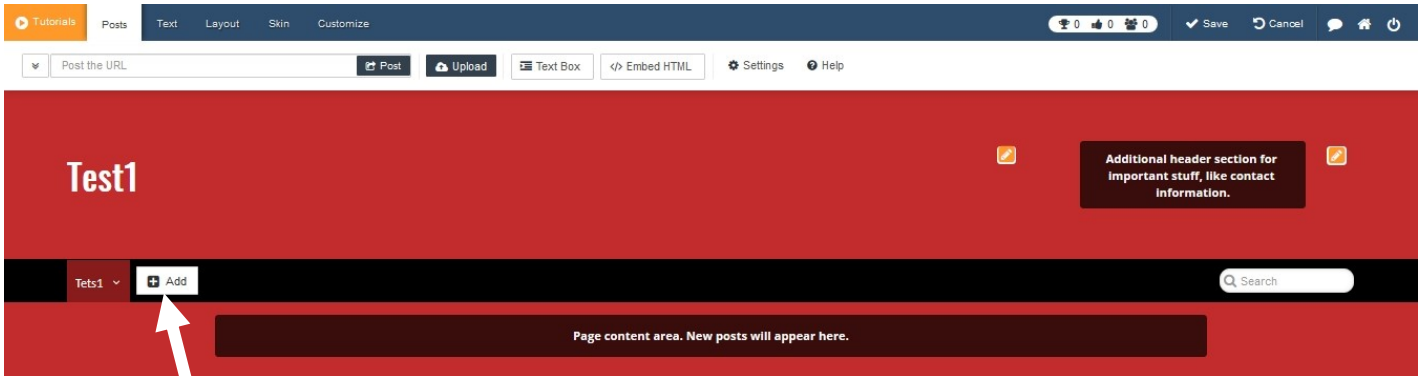 Tutorials Posts Text Layout Skin Customize 0 0 0 Save Cancel
Post the URL Post Upload Text Box </> Embed HTML Settings Help
Test1
Additional header section for
important stuff, like contact
information.
Tets1 Add Search
Page content area. New posts will appear here.